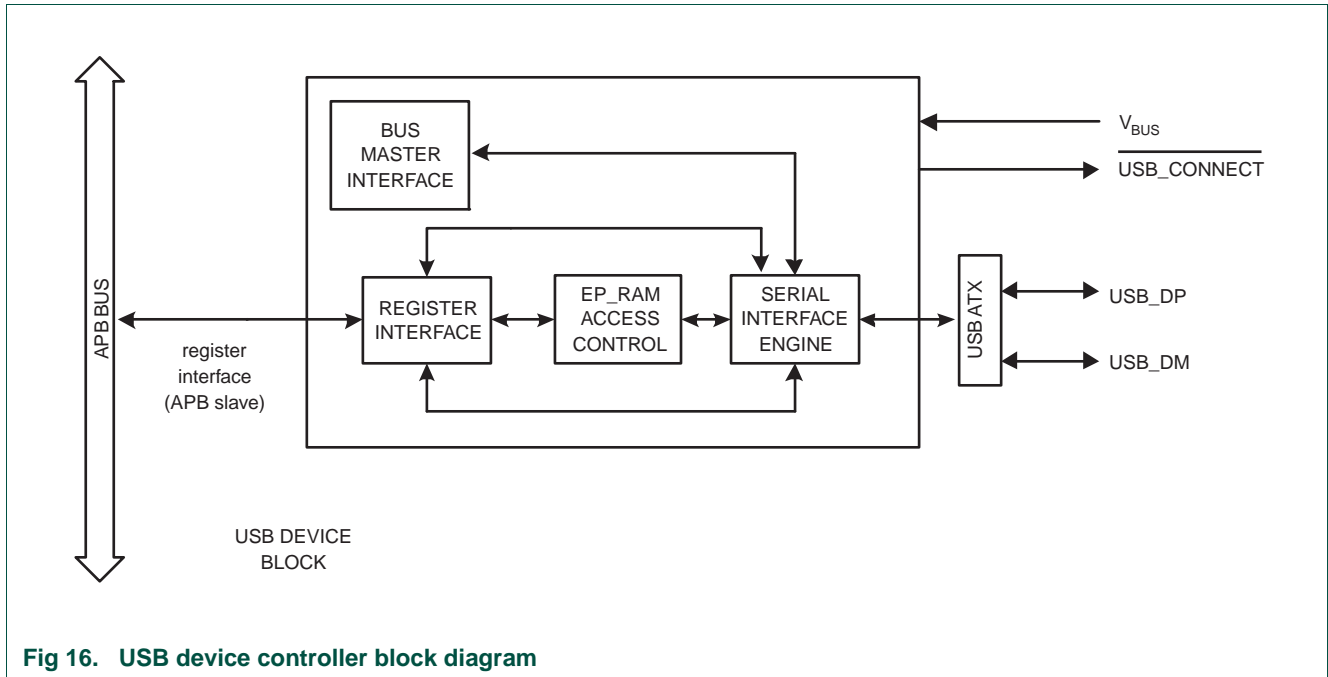 APB BUS
register
interface
(APB slave)
BUS
MASTER
INTERFACE
REGISTER
INTERFACE
EP_RAM
ACCESS
CONTROL
SERIAL
INTERFACE
ENGINE
VBUS
USB_CONNECT
USB ATX
USB_DP
USB_DM
USB DEVICE
BLOCK
Fig 16. USB device controller block diagram